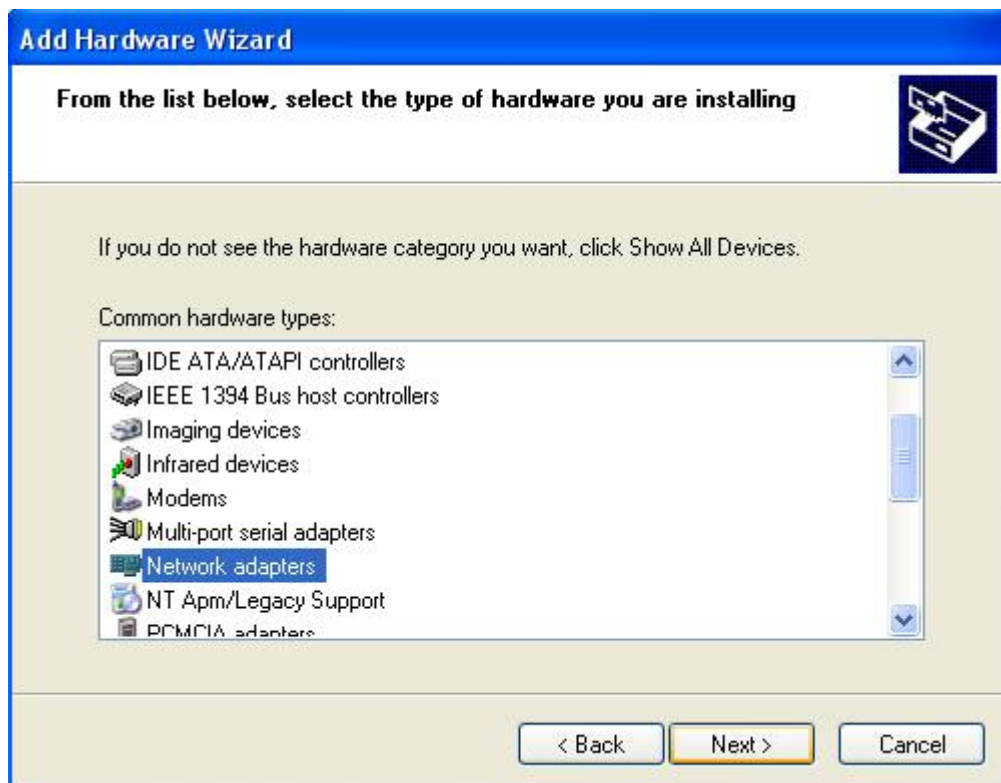 Add Hardware Wizard
From the list below, select the type of hardware you are installing
If you do not see the hardware category you want, click Show All Devices.
Common hardware types:
IDE ATA/ATAPI controllers
IEEE 1394 Bus host controllers
Imaging devices
Infrared devices
Modems
Multi-port serial adapters
Network adapters
NT Apm/Legacy Support
PCMCIA adapters
< Back Next > Cancel